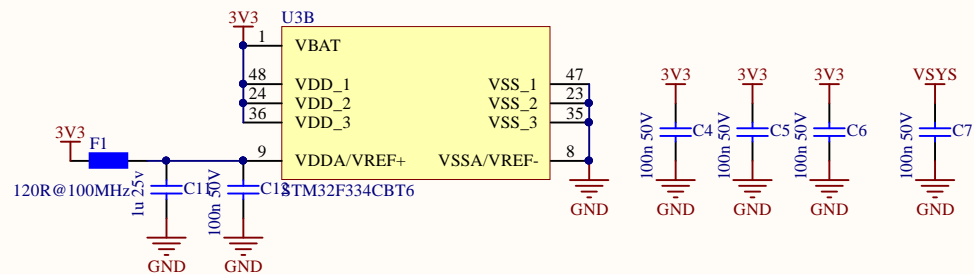 3V3
U3B
1 VBAT
48 VDD_1
24 VDD_2
36 VDD_3
9 VDDA/VREF+
VSS_1 47
VSS_2 23
VSS_3 35
VSSA/VREF- 8
STM32F334CBT6
GND
3V3
F1
120R@100MHz
C11
1u 25v
GND
C12
100n 50V
GND
3V3
C4
100n 50V
GND
3V3
C5
100n 50V
GND
3V3
C6
100n 50V
GND
VSYS
C7
100n 50V
GND